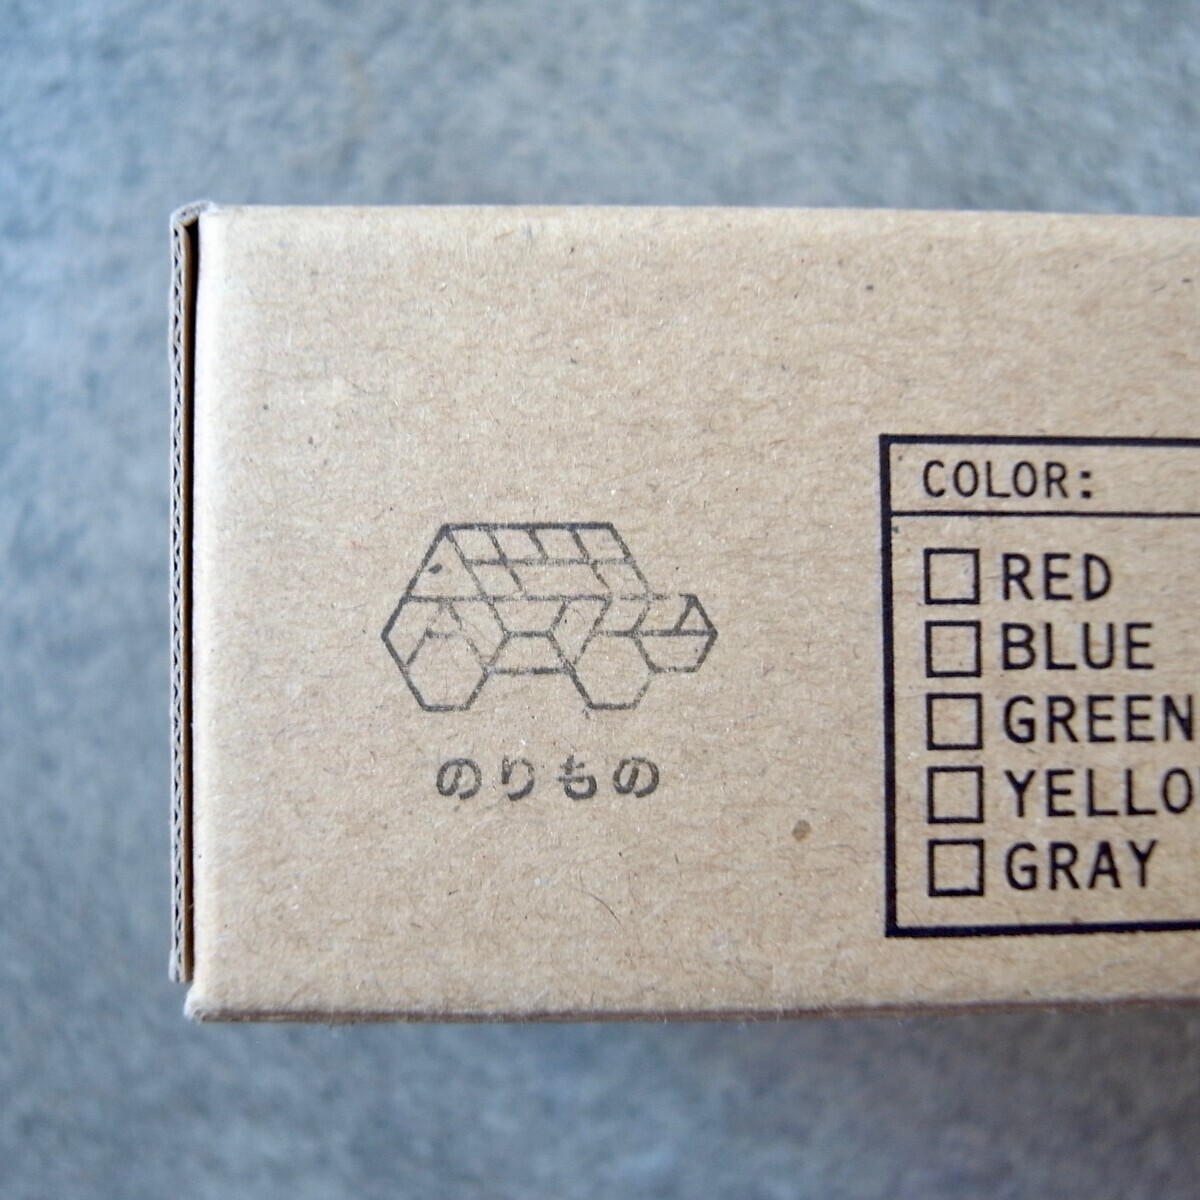 のりもの
COLOR:
RED
BLUE
GREEN
YELLO
GRAY